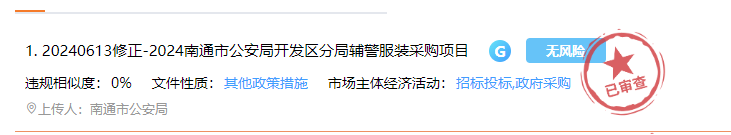 1. 20240613修正-2024南通市公安局开发区分局辅警服装采购项目 G 无风险
已审查
违规相似度：0% 文件性质：其他政策措施 市场主体经济活动：招标投标,政府采购
上传人：南通市公安局